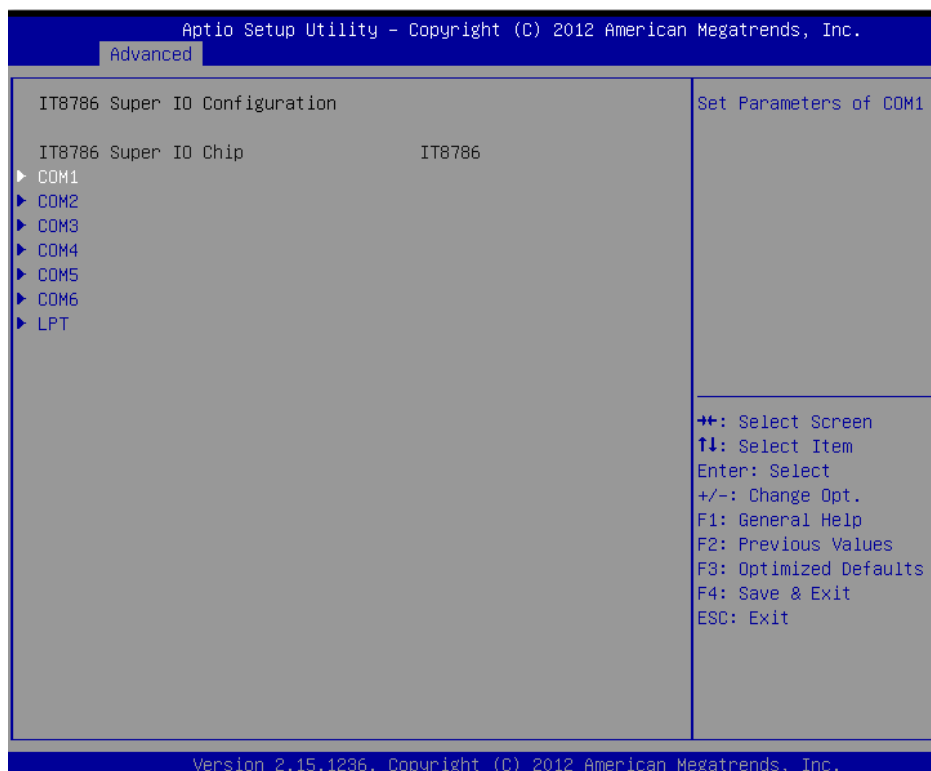 Aptio Setup Utility – Copyright (C) 2012 American Megatrends, Inc.
Advanced
IT8786 Super IO Configuration
IT8786 Super IO Chip IT8786
► COM1
► COM2
► COM3
► COM4
► COM5
► COM6
► LPT
Set Parameters of COM1
→←: Select Screen
↑↓: Select Item
Enter: Select
+/-: Change Opt.
F1: General Help
F2: Previous Values
F3: Optimized Defaults
F4: Save & Exit
ESC: Exit
Version 2.15.1236. Copyright (C) 2012 American Megatrends, Inc.